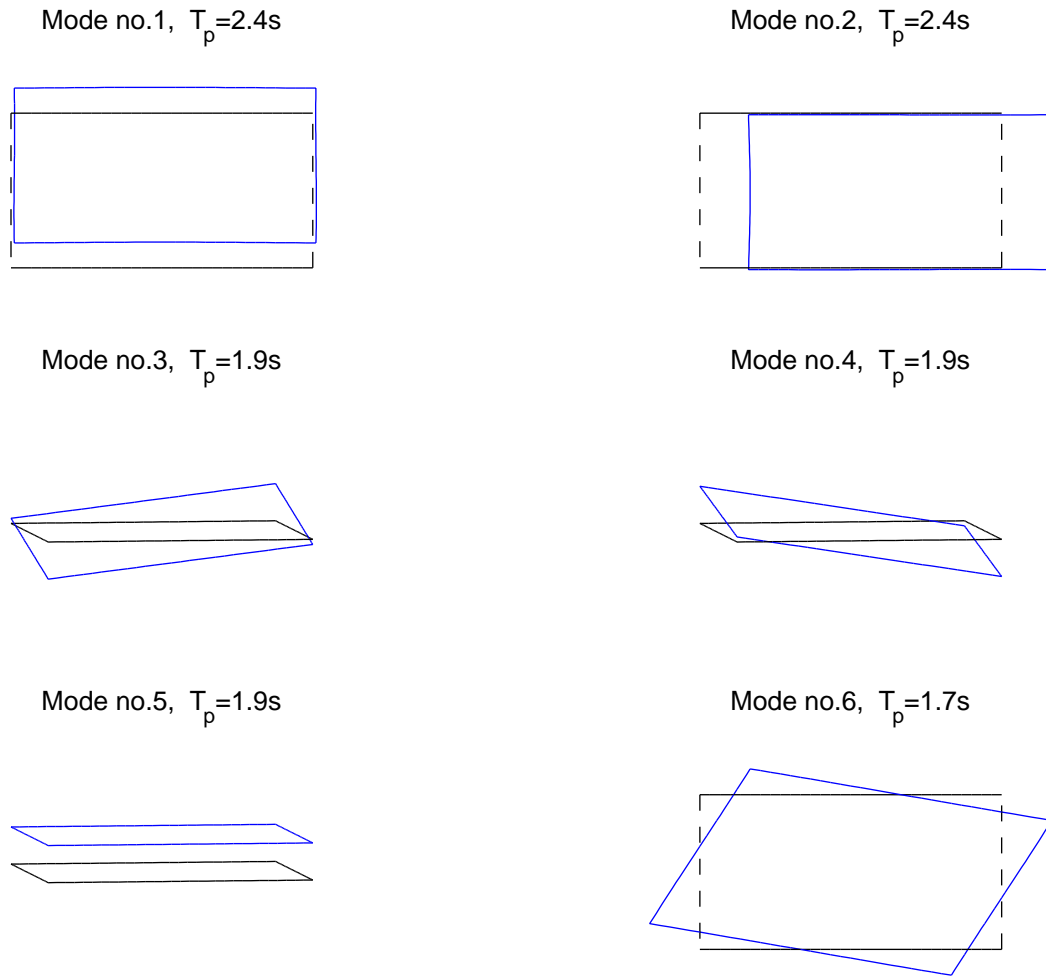 Mode no.1, T_p=2.4s
Mode no.2, T_p=2.4s
Mode no.3, T_p=1.9s
Mode no.4, T_p=1.9s
Mode no.5, T_p=1.9s
Mode no.6, T_p=1.7s